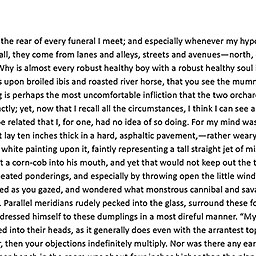 the rear of every funeral I meet; and especially whenever my hypo
all, they come from lanes and alleys, streets and avenues—north,
Why is almost every robust healthy boy with a robust healthy soul
s upon broiled ibis and roasted river horse, that you see the mumm
g is perhaps the most uncomfortable infliction that the two orchar
ctly; yet, now that I recall all the circumstances, I think I can see a
be related that I, for one, had no idea of so doing. For my mind was
t lay ten inches thick in a hard, asphaltic pavement,—rather weary
white painting upon it, faintly representing a tall straight jet of mi
t a corn-cob into his mouth, and yet that would not keep out the t
eated ponderings, and especially by throwing open the little wind
ed as you gazed, and wondered what monstrous cannibal and sava
. Parallel meridians rudely pecked into the glass, surround these fo
dressed himself to these dumplings in a most direful manner. “My
ed into their heads, as it generally does even with the arrantest top
, then your objections indefinitely multiply. Nor was there any ear